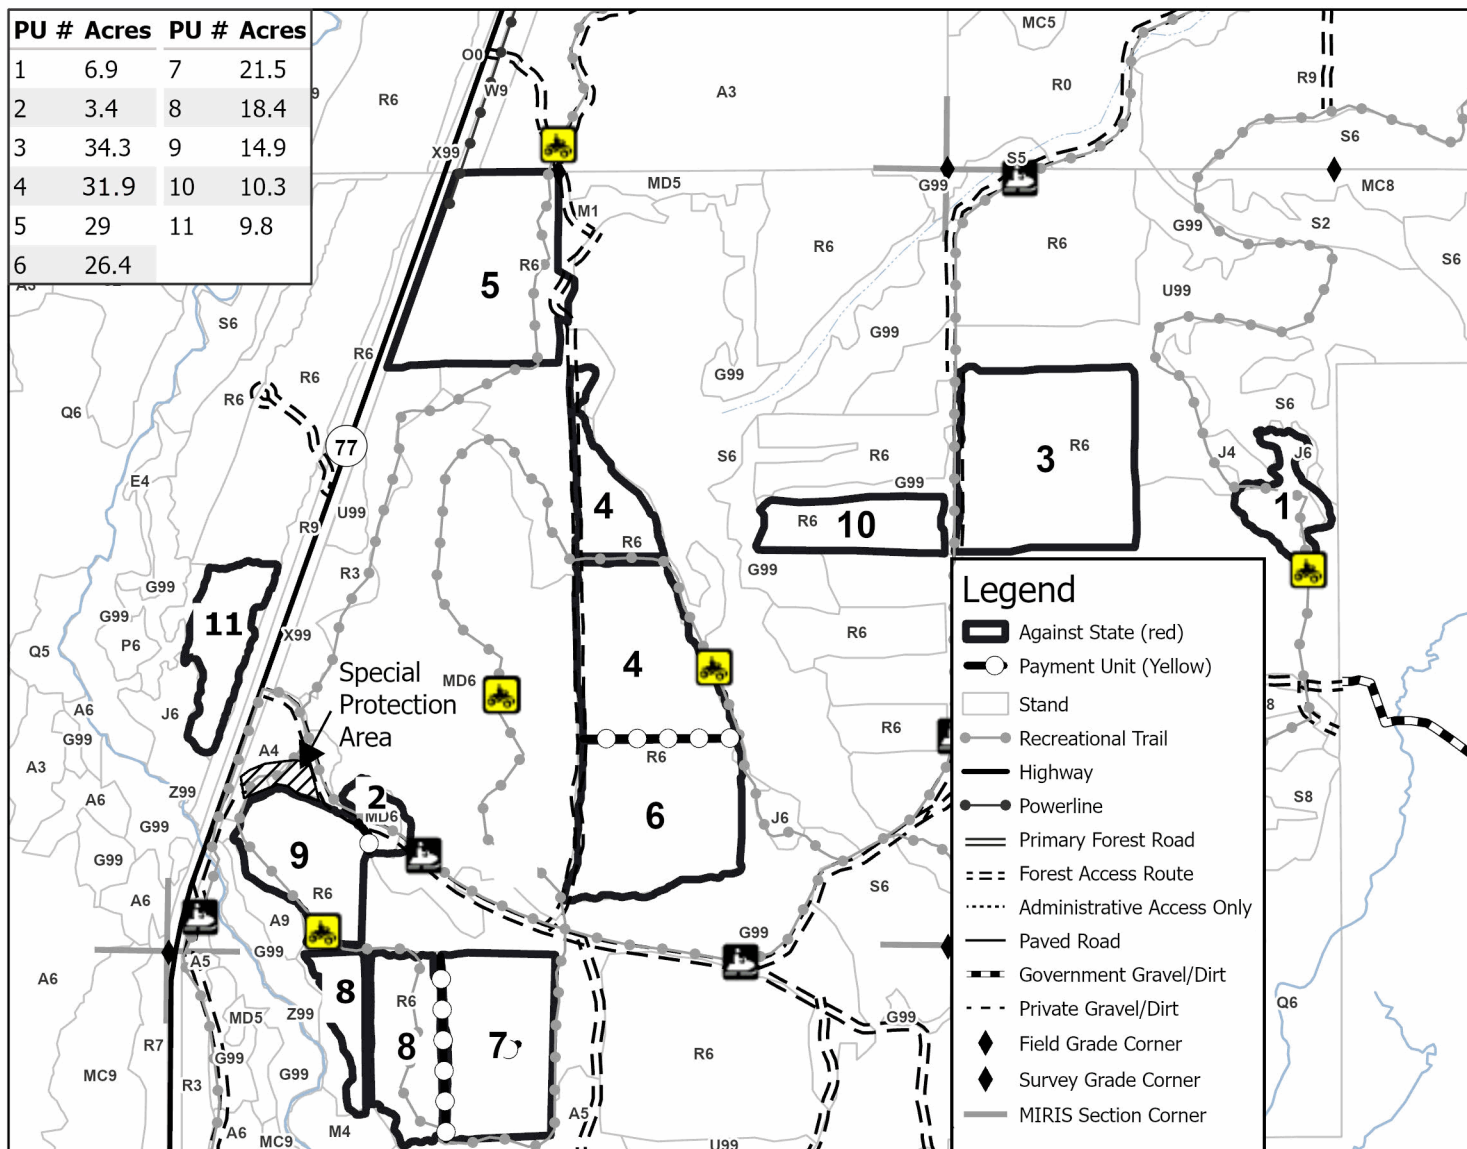 PU # Acres PU # Acres
1 6.9 7 21.5
2 3.4 8 18.4
3 34.3 9 14.9
4 31.9 10 10.3
5 29 11 9.8
6 26.4
MC5
O0
W9
R6
A3
R0
R9
S6
X99
S5
MD5
G99
MC8
M1
G99
S2
R6
R6
R6
S6
5
U99
S6
G99
R6
R6
G99
R6
Q6
S6
77
3 R6
J4
J6
S6
R6
E4
G99
4
R6
10
1
U99
R9
R6
R3
G99
G99
Legend
G99
11
X99
R6
Against State (red)
P6
Q5
4
Payment Unit (Yellow)
Special
Protection
Area
MD6
Stand
A6
J6
R6
Recreational Trail
G99
A4
R6
Highway
A3
Z99
2
S8
A6
MD6
6
J6
Powerline
G99
9
Primary Forest Road
G99
R6
S6
Forest Access Route
A6
A9
Administrative Access Only
G99
G99
Paved Road
A5
A6
8
R6
Government Gravel/Dirt
Q6
MD5
Z99
G99
Private Gravel/Dirt
R7
8
7
R6
Field Grade Corner
G99
MC9
R3
G99
Survey Grade Corner
A5
MIRIS Section Corner
A6
MC9
M4
U99